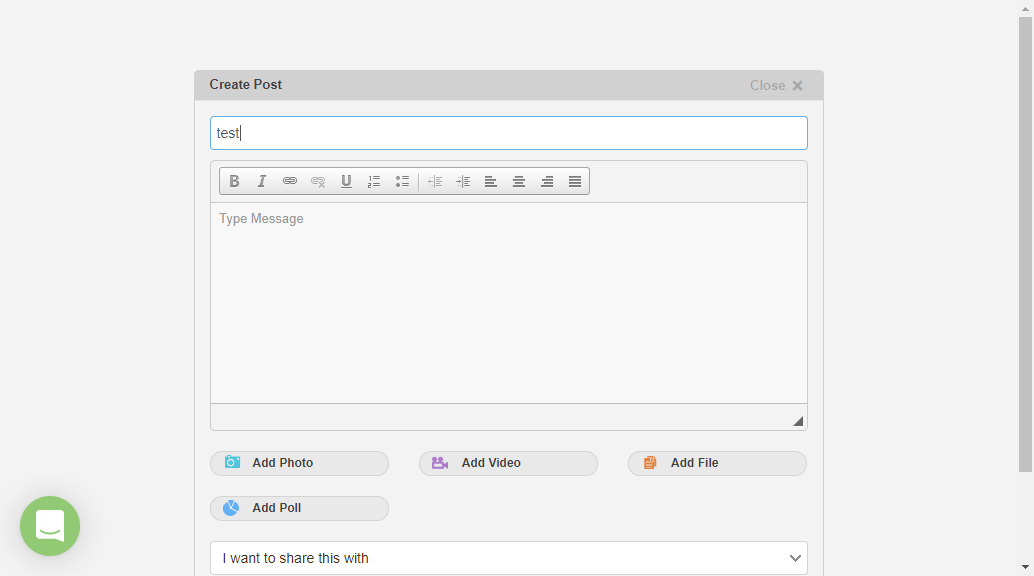 Create Post
Close
test
B I U
Type Message
Add Photo
Add Video
Add File
Add Poll
I want to share this with